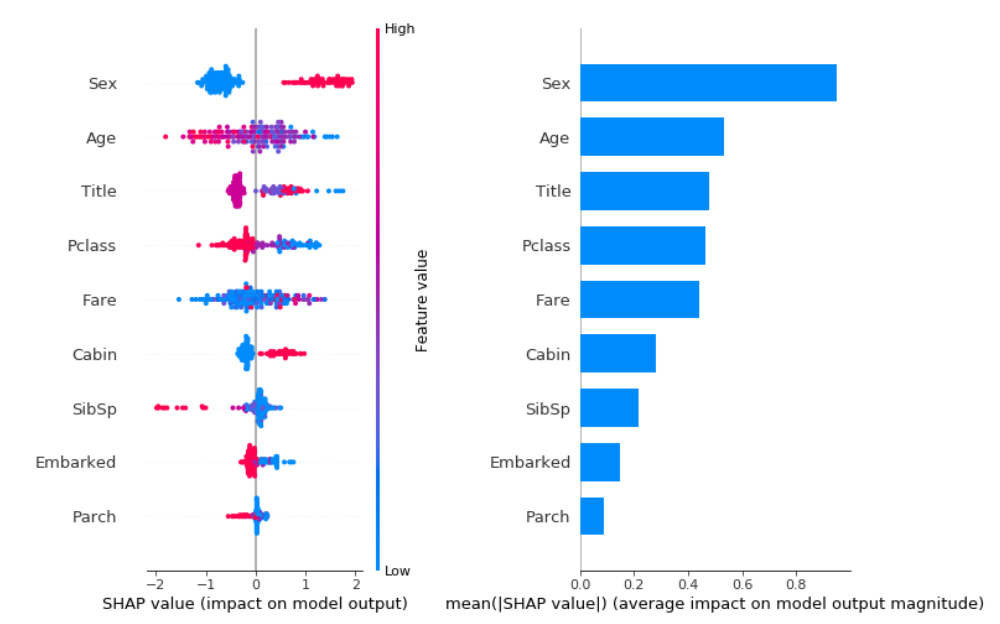 High
Sex
Age
Title
Pclass
Fare
Cabin
SibSp
Embarked
Parch
Low
Feature value
−2 −1 0 1 2
SHAP value (impact on model output)
Sex
Age
Title
Pclass
Fare
Cabin
SibSp
Embarked
Parch
0.0 0.2 0.4 0.6 0.8
mean(|SHAP value|) (average impact on model output magnitude)